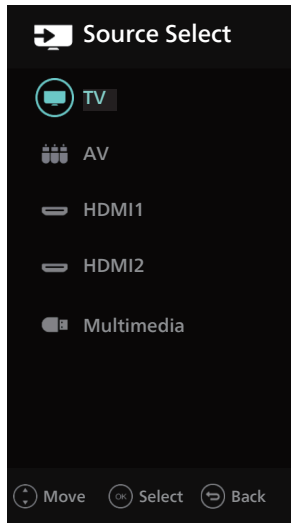 Source Select
TV
AV
HDMI1
HDMI2
Multimedia
Move OK Select Back